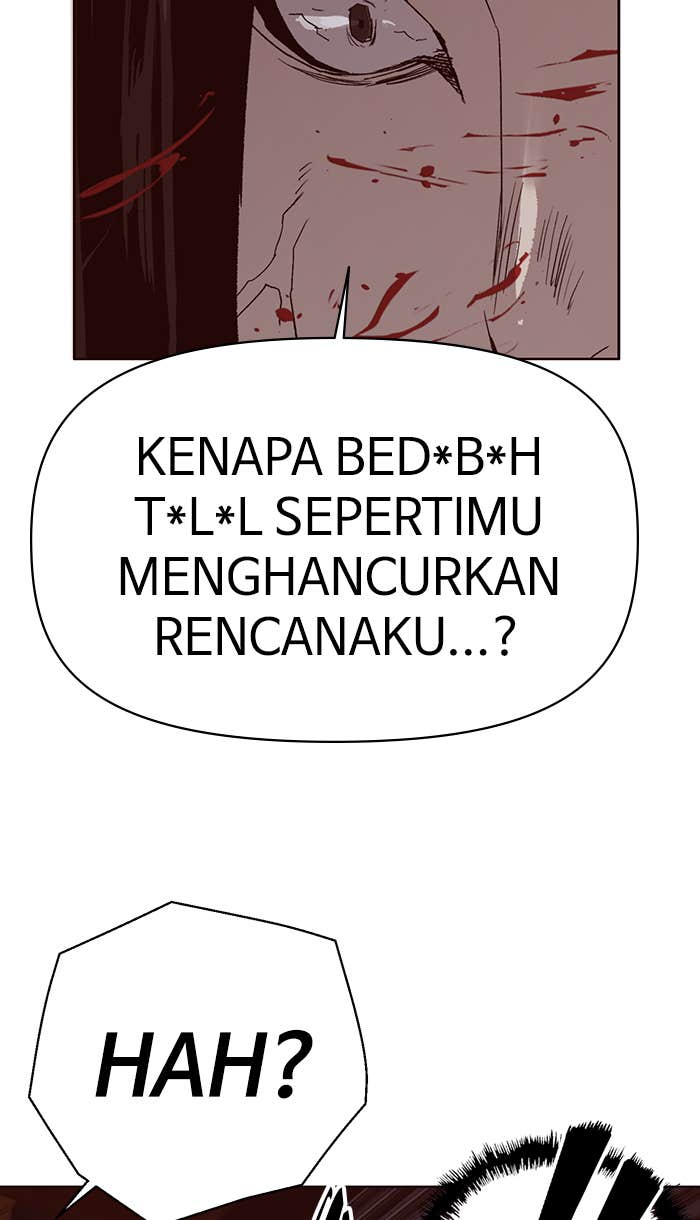 KENAPA BED*B*H
T*L*L SEPERTIMU
MENGHANCURKAN
RENCANAKU...?
HAH?